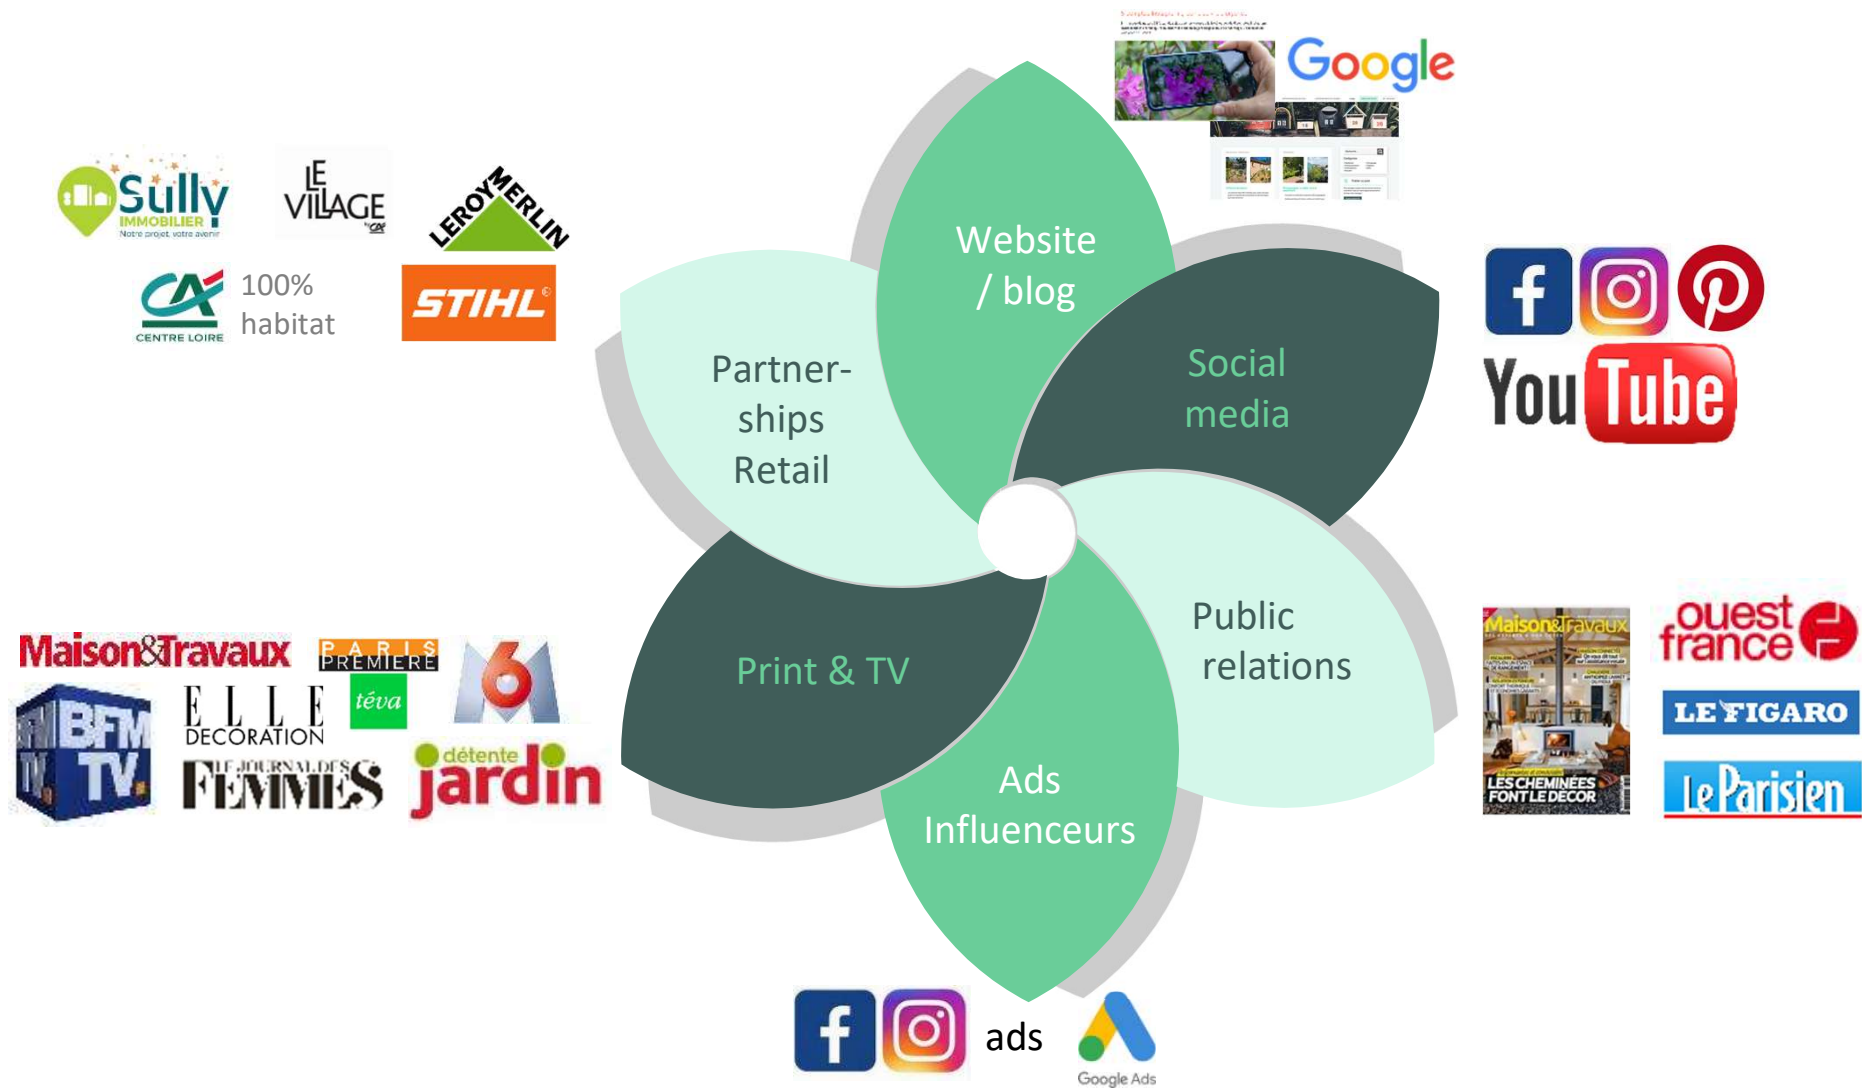 Google
Website
/ blog
Sully
IMMOBILIER
Notre projet, votre avenir
LE
VILLAGE
by CA
LEROY MERLIN
CA
CENTRE LOIRE
100%
habitat
STIHL
Partner-
ships
Retail
Social
media
f
You Tube
Public
relations
Maison&Travaux
LES CHEMINÉES
FONT LE DÉCOR
ouest
france
LE FIGARO
Le Parisien
Print & TV
Maison&Travaux
PARIS
PREMIERE
6
BFM
TV.
ELLE
DECORATION
téva
LE JOURNAL DES
FEMMES
détente
jardin
Ads
Influenceurs
f
ads
Google Ads